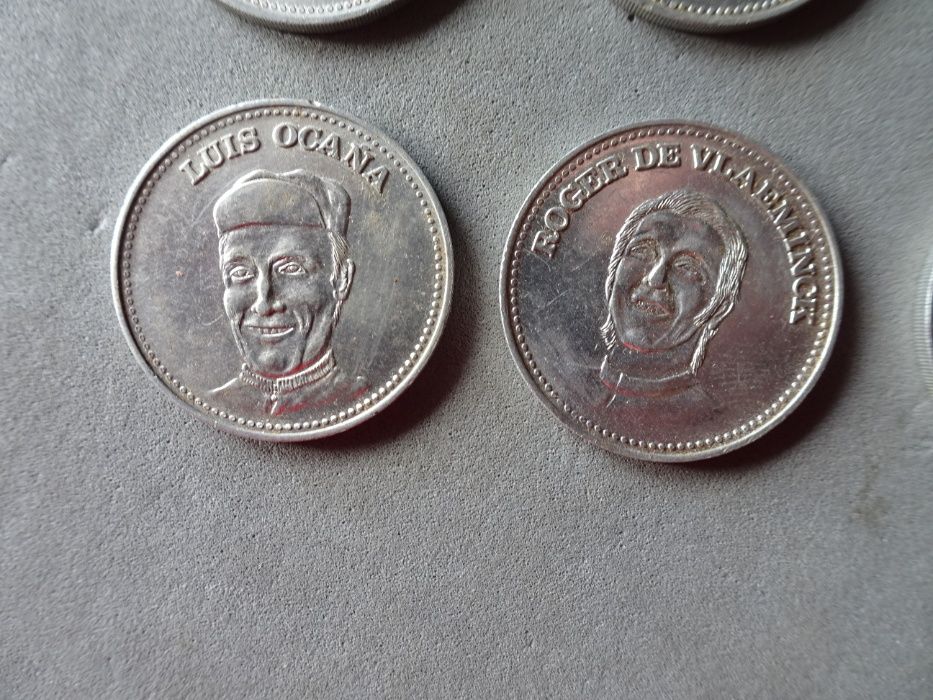 LUIS OCAÑA
ROGER DE VLAEMINCK